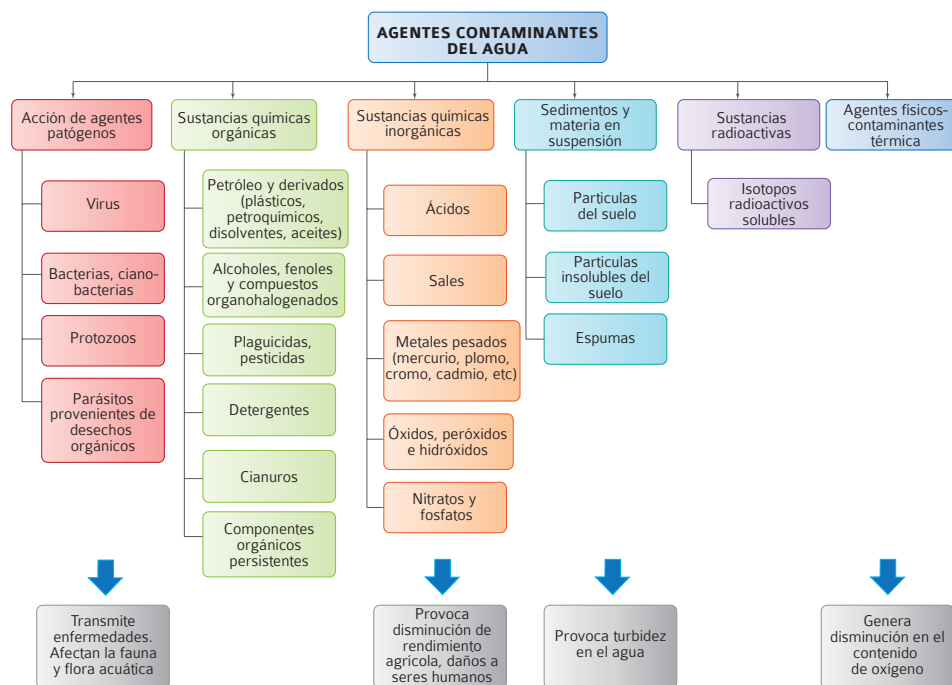 AGENTES CONTAMINANTES
DEL AGUA
Acción de agentes
patógenos
Virus
Bacterias, ciano-
bacterias
Protozoos
Parásitos
provenientes de
desechos
orgánicos
Transmite
enfermedades.
Afectan la fauna
y flora acuática
Sustancias químicas
orgánicas
Petróleo y derivados
(plásticos,
petroquímicos,
disolventes, aceites)
Alcoholes, fenoles
y compuestos
organohalogenados
Plaguicidas,
pesticidas
Detergentes
Cianuros
Componentes
orgánicos
persistentes
Sustancias químicas
inorgánicas
Ácidos
Sales
Metales pesados
(mercurio, plomo,
cromo, cadmio, etc)
Óxidos, peróxidos
e hidróxidos
Nitratos y
fosfatos
Provoca
disminución de
rendimiento
agrícola, daños a
seres humanos
Sedimentos y
materia en
suspensión
Particulas
del suelo
Particulas
insolubles del
suelo
Espumas
Provoca turbidez
en el agua
Sustancias
radioactivas
Isotopos
radioactivos
solubles
Agentes fisicos-
contaminantes
térmica
Genera
disminución en el
contenido
de oxígeno